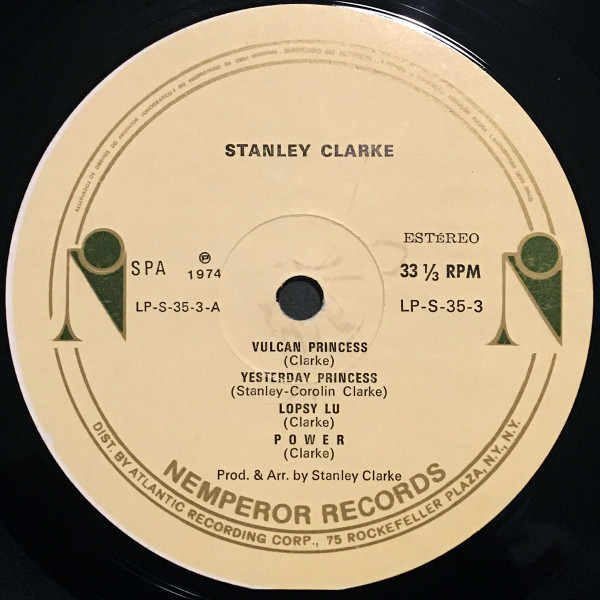 STANLEY CLARKE
ESTÉREO
SPA ℗ 1974 33 ⅓ RPM
LP-S-35-3-A LP-S-35-3
VULCAN PRINCESS
(Clarke)
YESTERDAY PRINCESS
(Stanley-Corolin Clarke)
LOPSY LU
(Clarke)
POWER
(Clarke)
Prod. & Arr. by Stanley Clarke
NEMPEROR RECORDS
DIST. BY ATLANTIC RECORDING CORP., 75 ROCKEFELLER PLAZA, N.Y., N.Y.